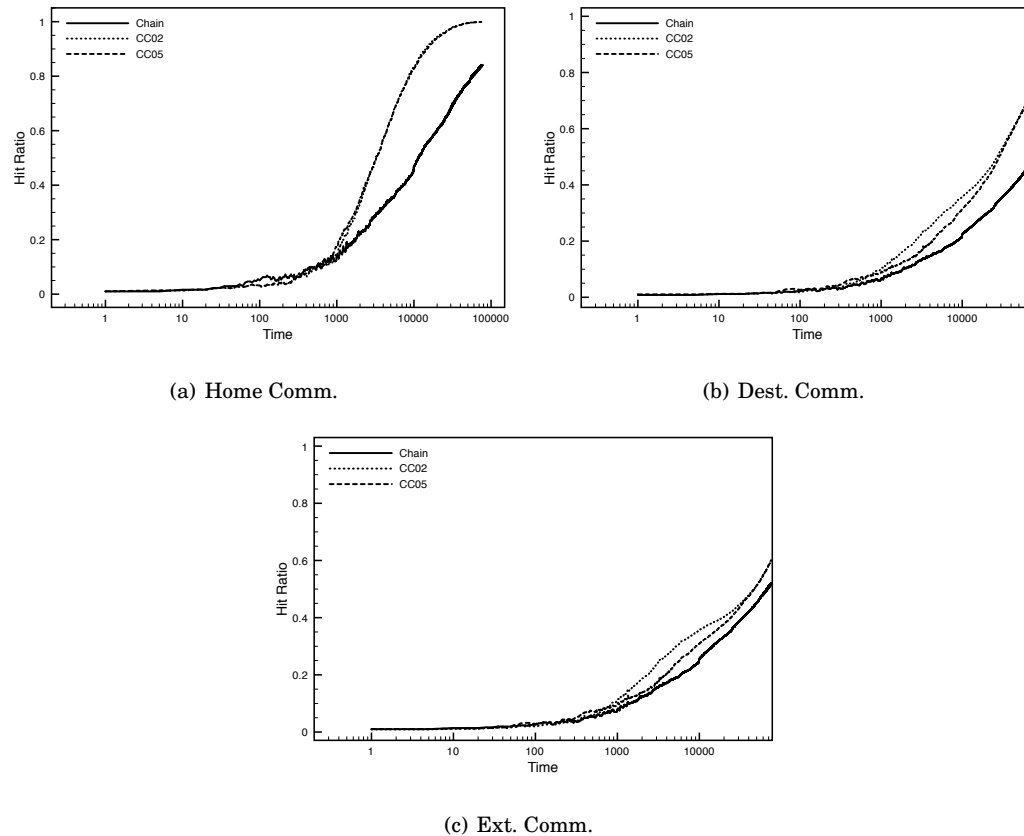 1
0.8
0.6
0.4
0.2
0
Hit Ratio
Chain
CC02
CC05
1 10 100 1000 10000 100000
Time
(a) Home Comm.
1
0.8
0.6
0.4
0.2
0
Hit Ratio
Chain
CC02
CC05
1 10 100 1000 10000
Time
(b) Dest. Comm.
1
0.8
0.6
0.4
0.2
0
Hit Ratio
Chain
CC02
CC05
1 10 100 1000 10000
Time
(c) Ext. Comm.